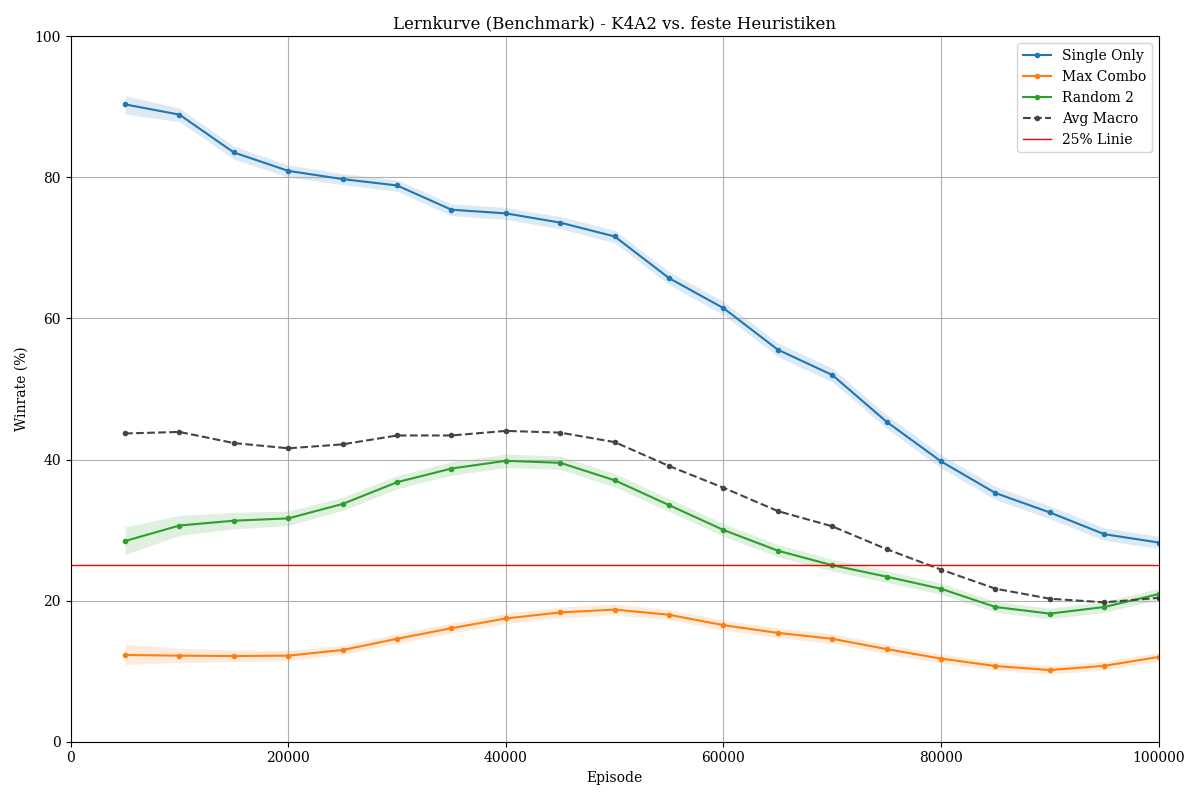 Lernkurve (Benchmark) - K4A2 vs. feste Heuristiken
Single Only
Max Combo
Random 2
Avg Macro
25% Linie
Winrate (%)
100
80
60
40
20
0
0 20000 40000 60000 80000 100000
Episode